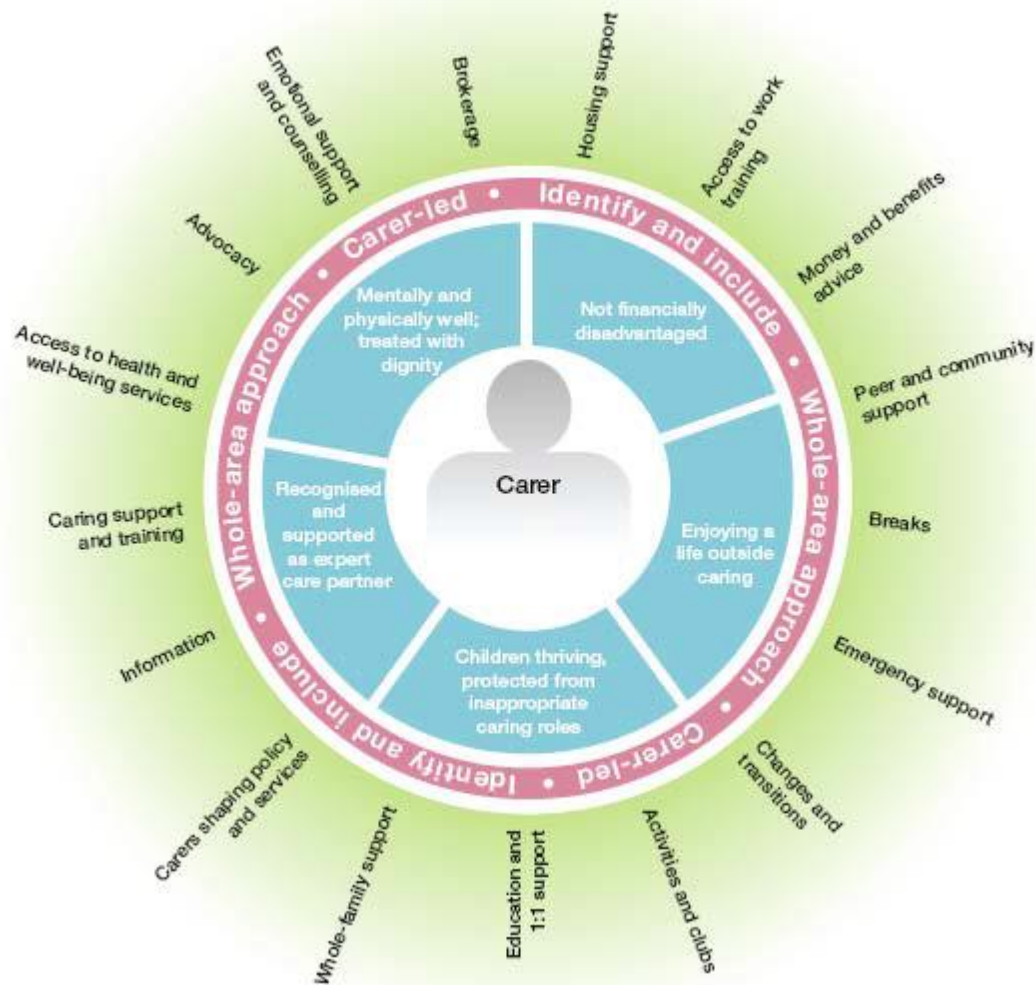 Emotional support
and counselling
Brokerage
Housing support
Access to work
training
Money and benefits
advice
Peer and community
support
Breaks
Emergency support
Changes and
transitions
Activities and clubs
Education and
1:1 support
Whole-family support
Carers shaping policy
and services
Information
Caring support
and training
Access to health and
well-being services
Advocacy
Carer-led • Identify and include • Whole-area approach • Carer-led • Identify and include • Whole-area approach •
Mentally and
physically well;
treated with
dignity
Not financially
disadvantaged
Enjoying a
life outside
caring
Children thriving,
protected from
inappropriate
caring roles
Recognised
and
supported
as expert
care partner
Carer